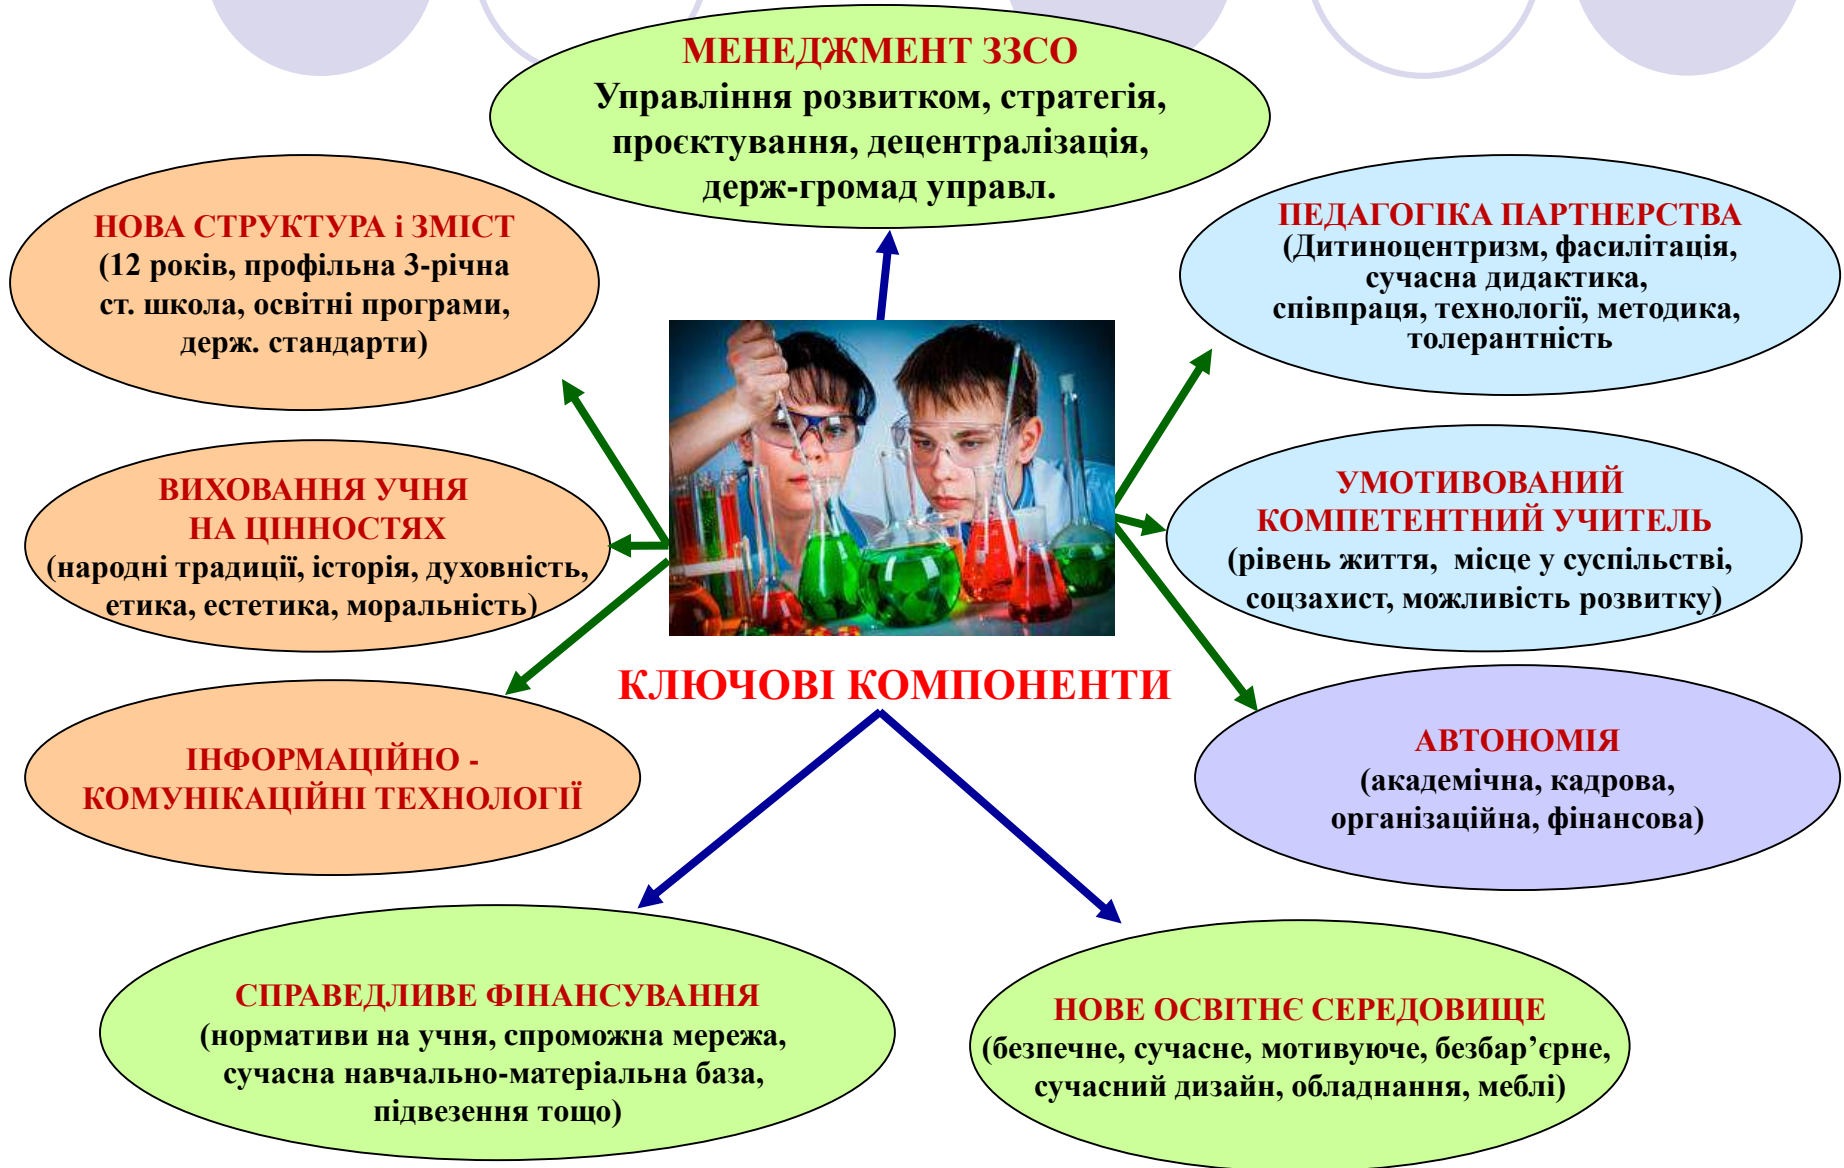 МЕНЕДЖМЕНТ ЗЗСО
Управління розвитком, стратегія,
проєктування, децентралізація,
держ-громад управл.
НОВА СТРУКТУРА і ЗМІСТ
(12 років, профільна 3-річна
ст. школа, освітні програми,
держ. стандарти)
ПЕДАГОГІКА ПАРТНЕРСТВА
(Дитиноцентризм, фасилітація,
сучасна дидактика,
співпраця, технології, методика,
толерантність
ВИХОВАННЯ УЧНЯ
НА ЦІННОСТЯХ
(народні традиції, історія, духовність,
етика, естетика, моральність)
УМОТИВОВАНИЙ
КОМПЕТЕНТНИЙ УЧИТЕЛЬ
(рівень життя, місце у суспільстві,
соцзахист, можливість розвитку)
КЛЮЧОВІ КОМПОНЕНТИ
ІНФОРМАЦІЙНО -
КОМУНІКАЦІЙНІ ТЕХНОЛОГІЇ
АВТОНОМІЯ
(академічна, кадрова,
організаційна, фінансова)
СПРАВЕДЛИВЕ ФІНАНСУВАННЯ
(нормативи на учня, спроможна мережа,
сучасна навчально-матеріальна база,
підвезення тощо)
НОВЕ ОСВІТНЄ СЕРЕДОВИЩЕ
(безпечне, сучасне, мотивуюче, безбар’єрне,
сучасний дизайн, обладнання, меблі)